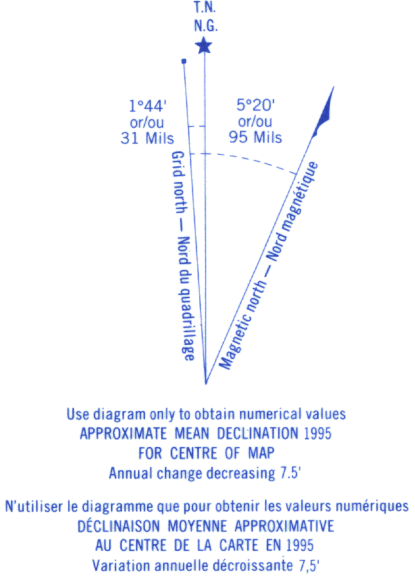 T.N.
N.G.
1°44'
or/ou
31 Mils
5°20'
or/ou
95 Mils
Grid north — Nord du quadrillage
Magnetic north — Nord magnétique
Use diagram only to obtain numerical values
APPROXIMATE MEAN DECLINATION 1995
FOR CENTRE OF MAP
Annual change decreasing 7.5'
N'utiliser le diagramme que pour obtenir les valeurs numériques
DÉCLINAISON MOYENNE APPROXIMATIVE
AU CENTRE DE LA CARTE EN 1995
Variation annuelle décroissante 7,5'